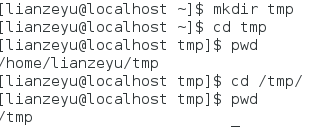 [lianzeyu@localhost ~]$ mkdir tmp
[lianzeyu@localhost ~]$ cd tmp
[lianzeyu@localhost tmp]$ pwd
/home/lianzeyu/tmp
[lianzeyu@localhost tmp]$ cd /tmp/
[lianzeyu@localhost tmp]$ pwd
/tmp